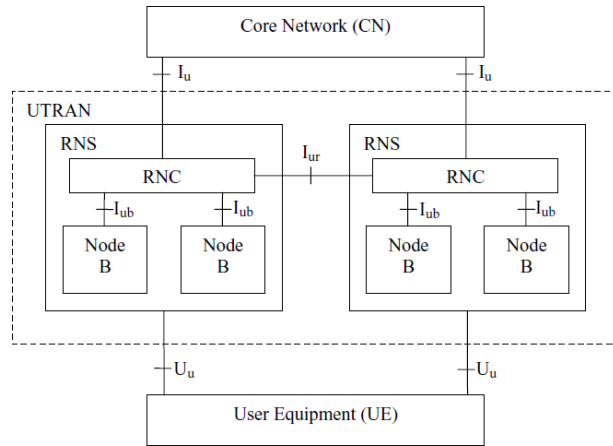 Core Network (CN)
Iu Iu
UTRAN
RNS RNS
Iur
RNC RNC
Iub Iub Iub Iub
Node B Node B Node B Node B
Uu Uu
User Equipment (UE)